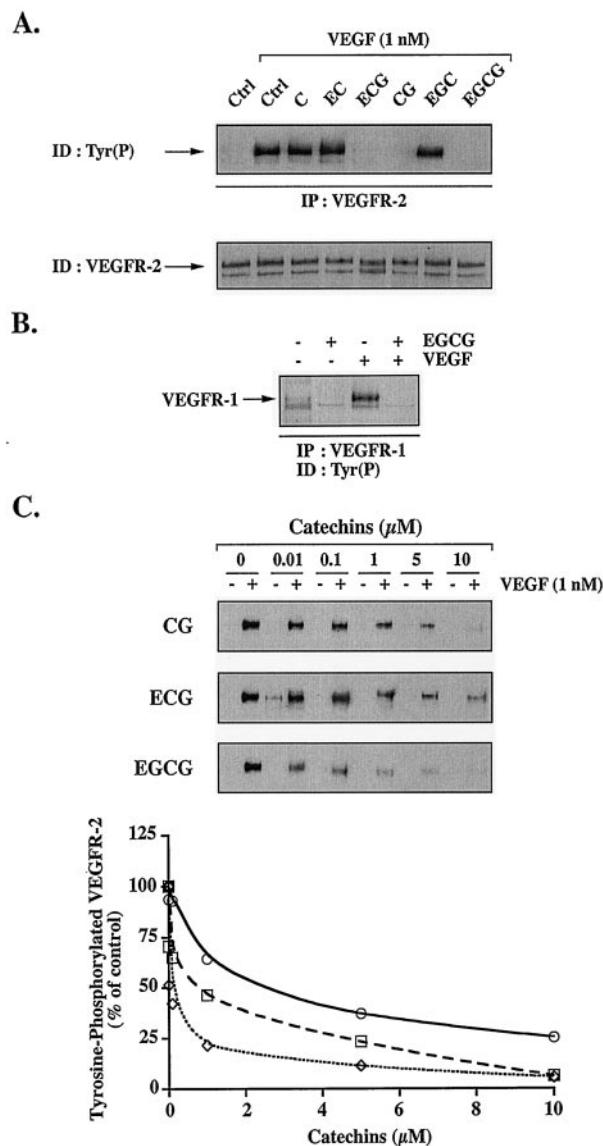 A.
VEGF (1 nM)
Ctrl Ctrl C EC ECG CG EGC EGCG
ID : Tyr(P)
IP : VEGFR-2
ID : VEGFR-2
B.
- + - + EGCG
- - + + VEGF
VEGFR-1
IP : VEGFR-1
ID : Tyr(P)
C.
Catechins (µM)
0 0.01 0.1 1 5 10
- + - + - + - + - + - + VEGF (1 nM)
CG
ECG
EGCG
Tyrosine-Phosphorylated VEGFR-2
(% of control)
125
100
75
50
25
0
0 2 4 6 8 10
Catechins (µM)